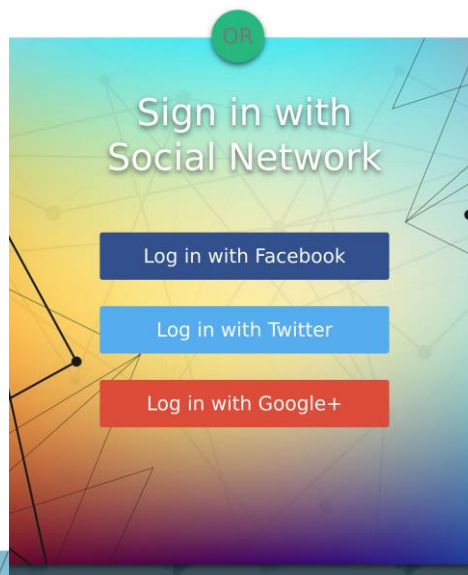 OR
Sign in with
Social Network
Log in with Facebook
Log in with Twitter
Log in with Google+